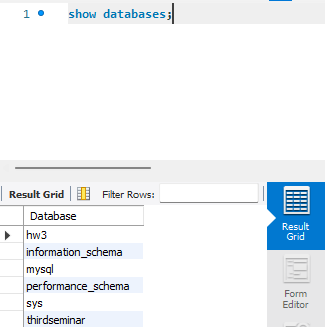 1 show databases;
Result Grid Filter Rows:
Database
hw3
information_schema
mysql
performance_schema
sys
thirdseminar
Result
Grid
Form
Editor